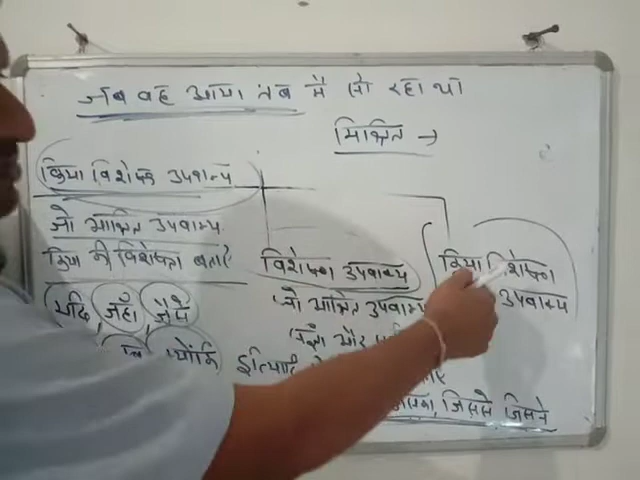 जब वह आया तब मैं सो रहा था
मिश्रित →
क्रिया विशेषण उपवाक्य
जो आश्रित उपवाक्य
क्रिया की विशेषता बताऐ
यदि, जहाँ, जैसे
क्योंकि इत्यादि
विशेषण उपवाक्य
जो आश्रित उपवाक्य
और
जिससे जिसने
क्रिया विशेषण
उपवाक्य